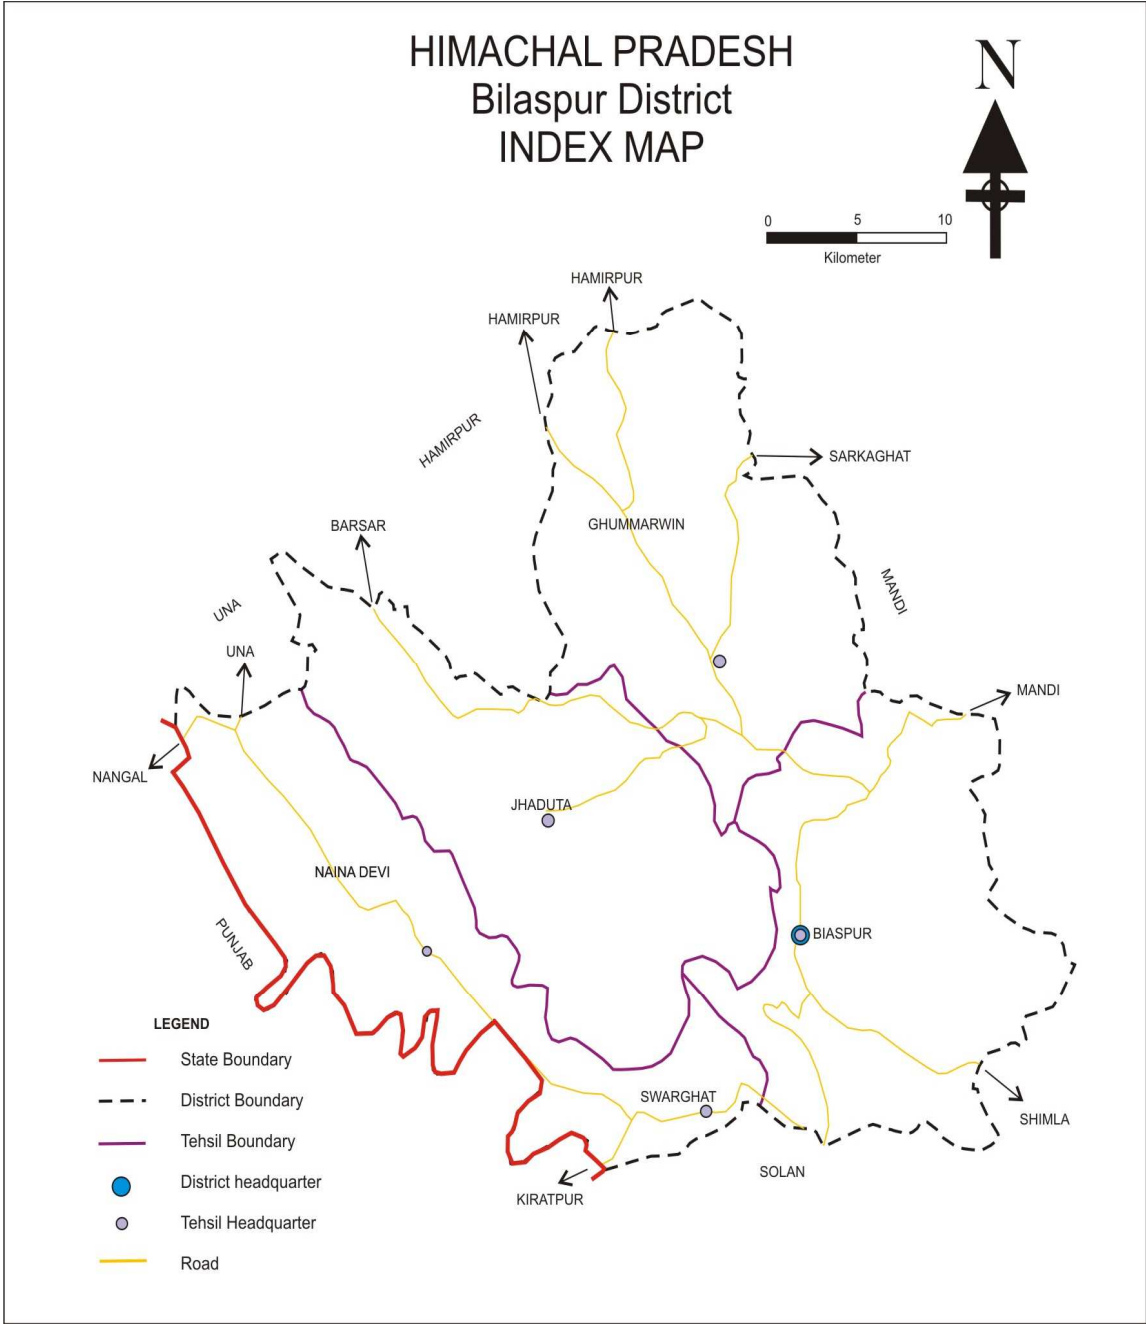 HIMACHAL PRADESH
Bilaspur District
INDEX MAP
N
0 5 10
Kilometer
HAMIRPUR
HAMIRPUR
HAMIRPUR
SARKAGHAT
GHUMMARWIN
BARSAR
MANDI
UNA
UNA
MANDI
NANGAL
JHADUTA
NAINA DEVI
PUNJAB
BIASPUR
LEGEND
State Boundary
District Boundary
Tehsil Boundary
District headquarter
Tehsil Headquarter
Road
SWARGHAT
SHIMLA
SOLAN
KIRATPUR